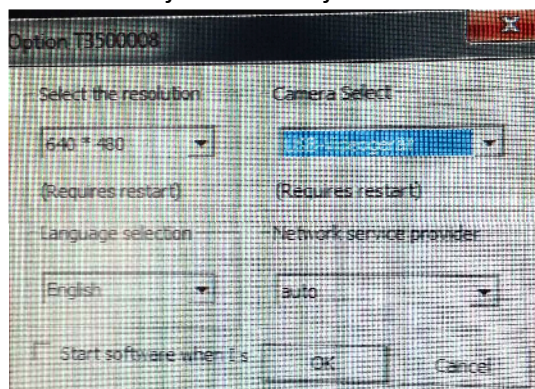 Option T3500008
Select the resolution
Camera Select
640 * 480
(Requires restart)
(Requires restart)
Language selection
Network service provider
English
auto
Start software when I s
OK
Cancel